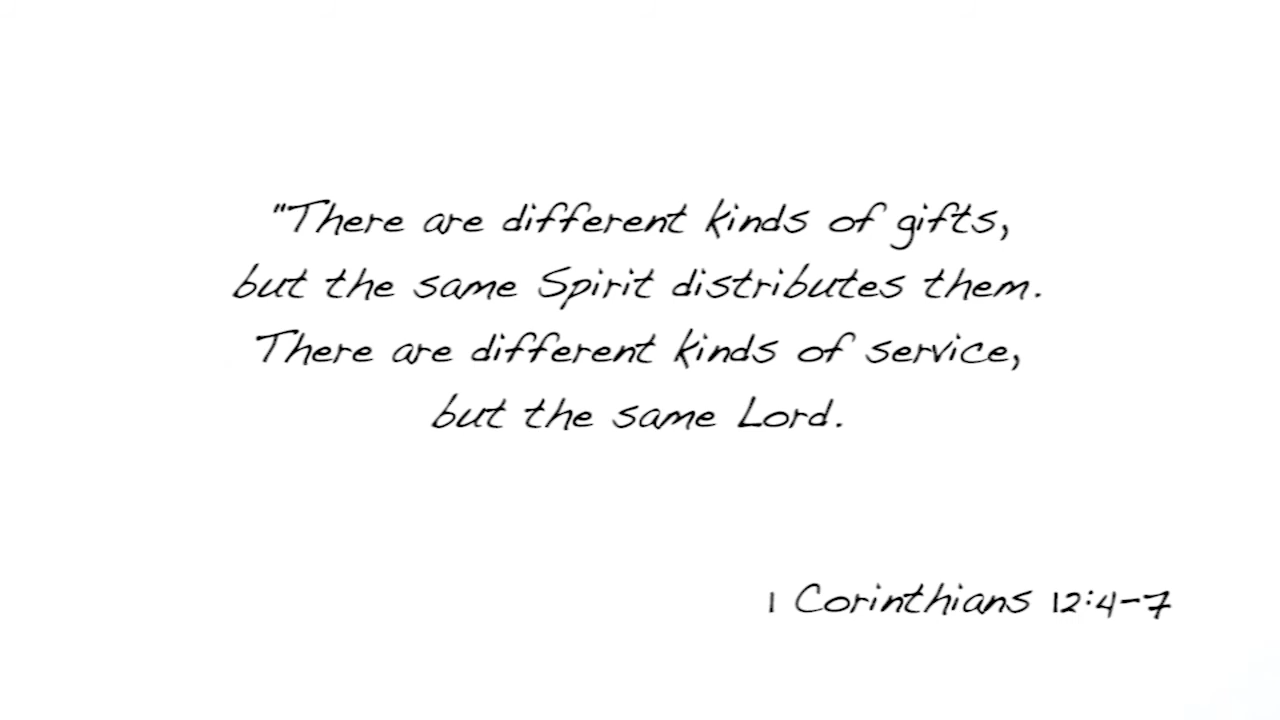 "There are different kinds of gifts,
but the same Spirit distributes them.
There are different kinds of service,
but the same Lord.
1 Corinthians 12:4-7